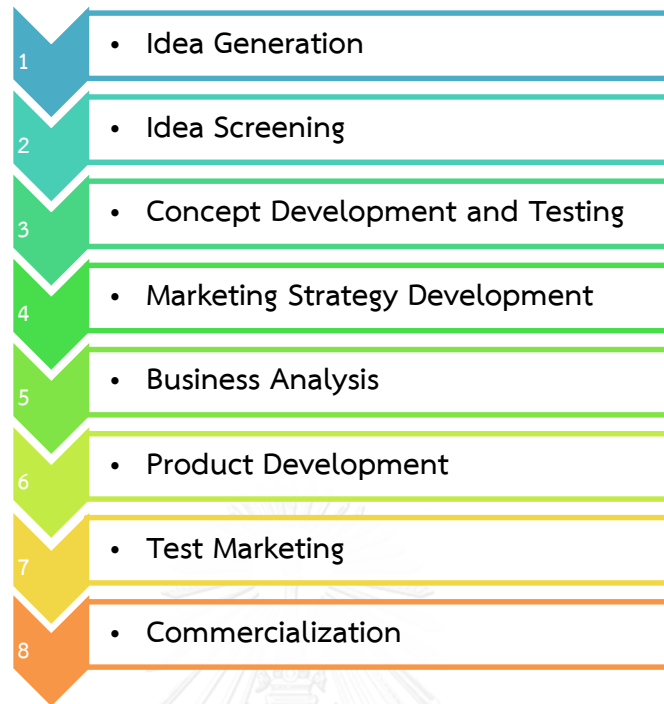 1 • Idea Generation
2 • Idea Screening
3 • Concept Development and Testing
4 • Marketing Strategy Development
5 • Business Analysis
6 • Product Development
7 • Test Marketing
8 • Commercialization